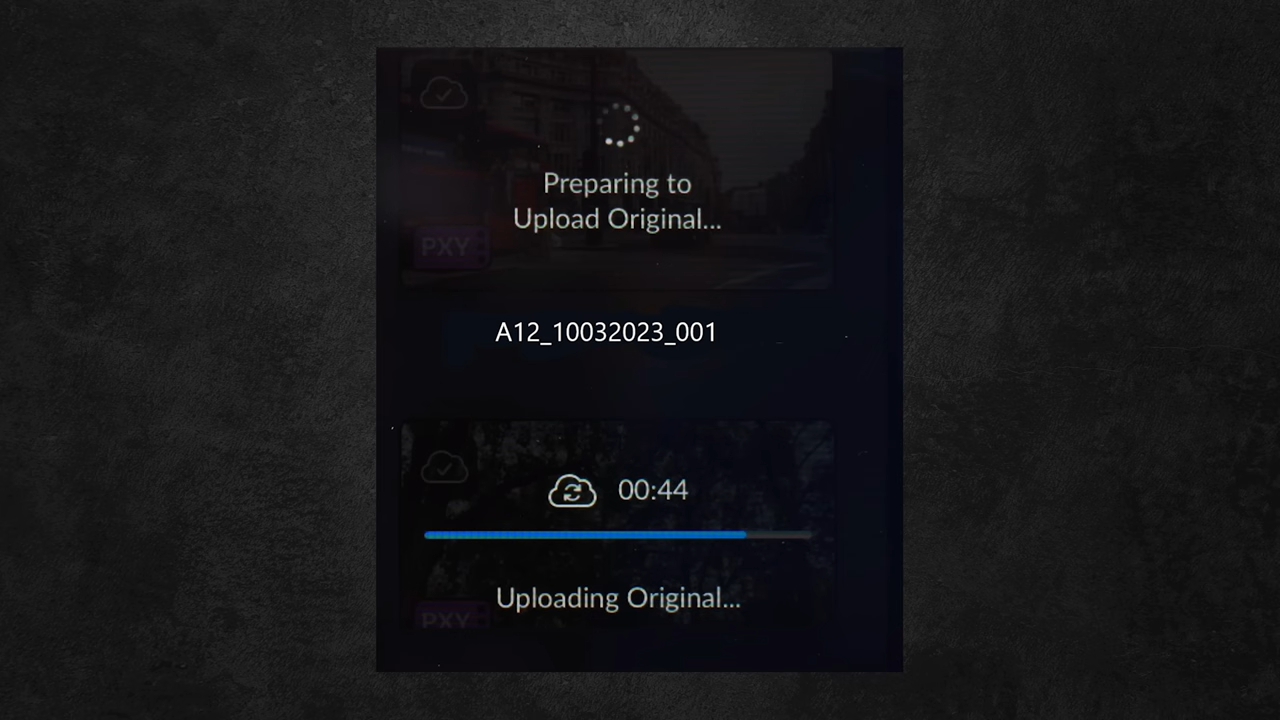 Preparing to
Upload Original...
PXY
A12_10032023_001
00:44
Uploading Original...
PXY